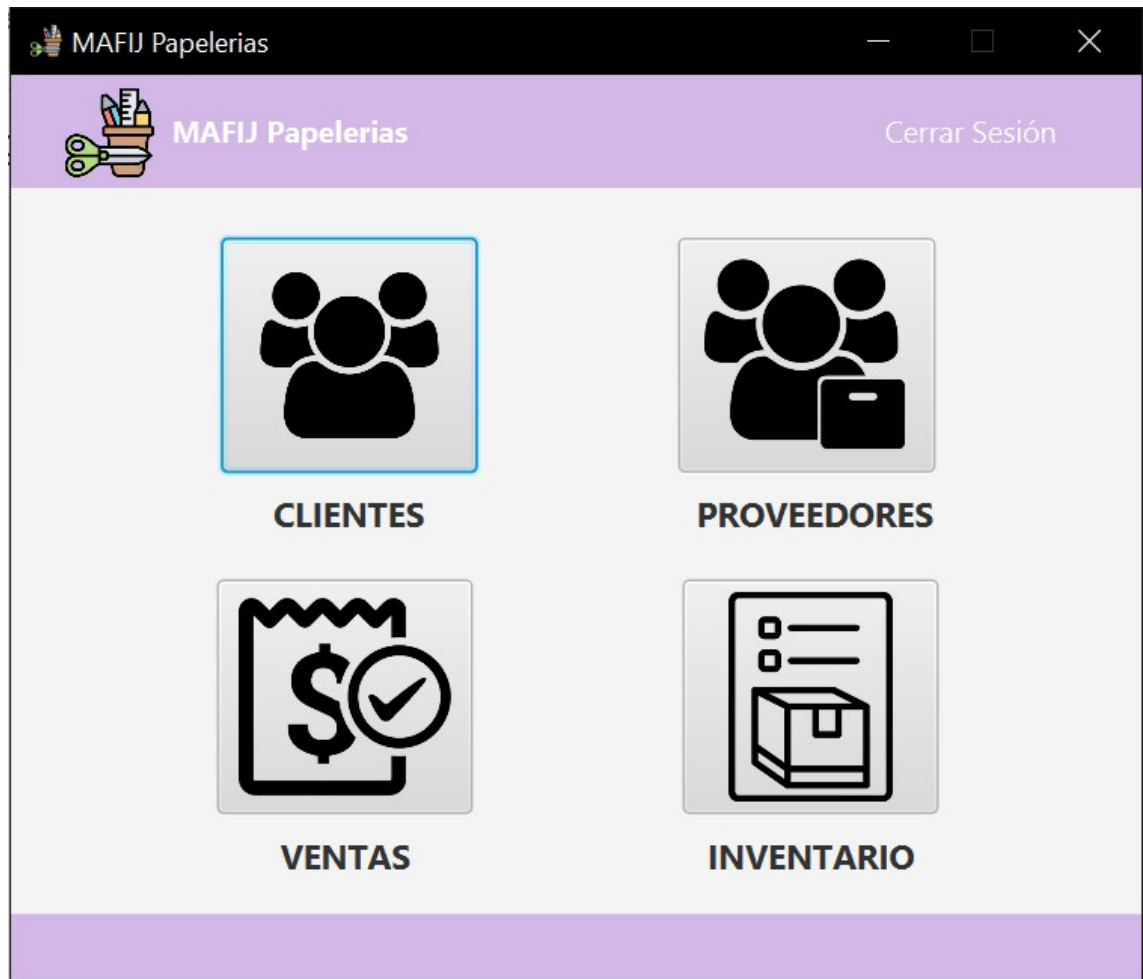 MAFIJ Papelerias
MAFIJ Papelerias
Cerrar Sesión
CLIENTES
PROVEEDORES
$
VENTAS
INVENTARIO